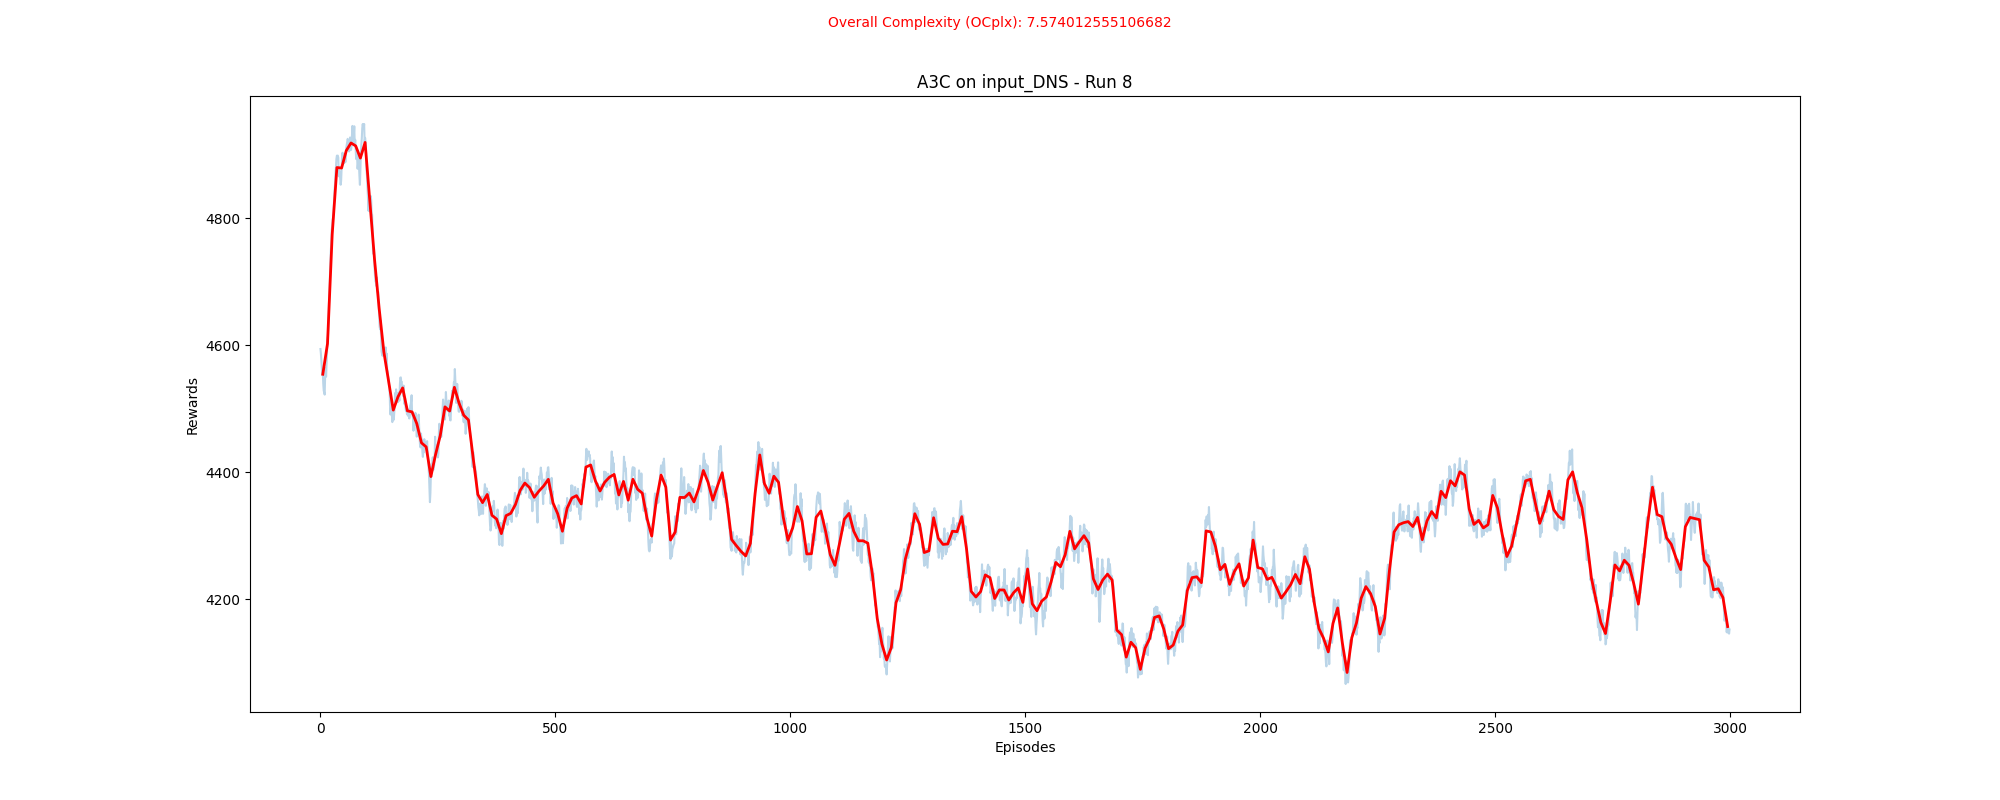 Overall Complexity (OCplx): 7.574012555106682
A3C on input_DNS - Run 8
4800
4600
4400
4200
Rewards
0 500 1000 1500 2000 2500 3000
Episodes